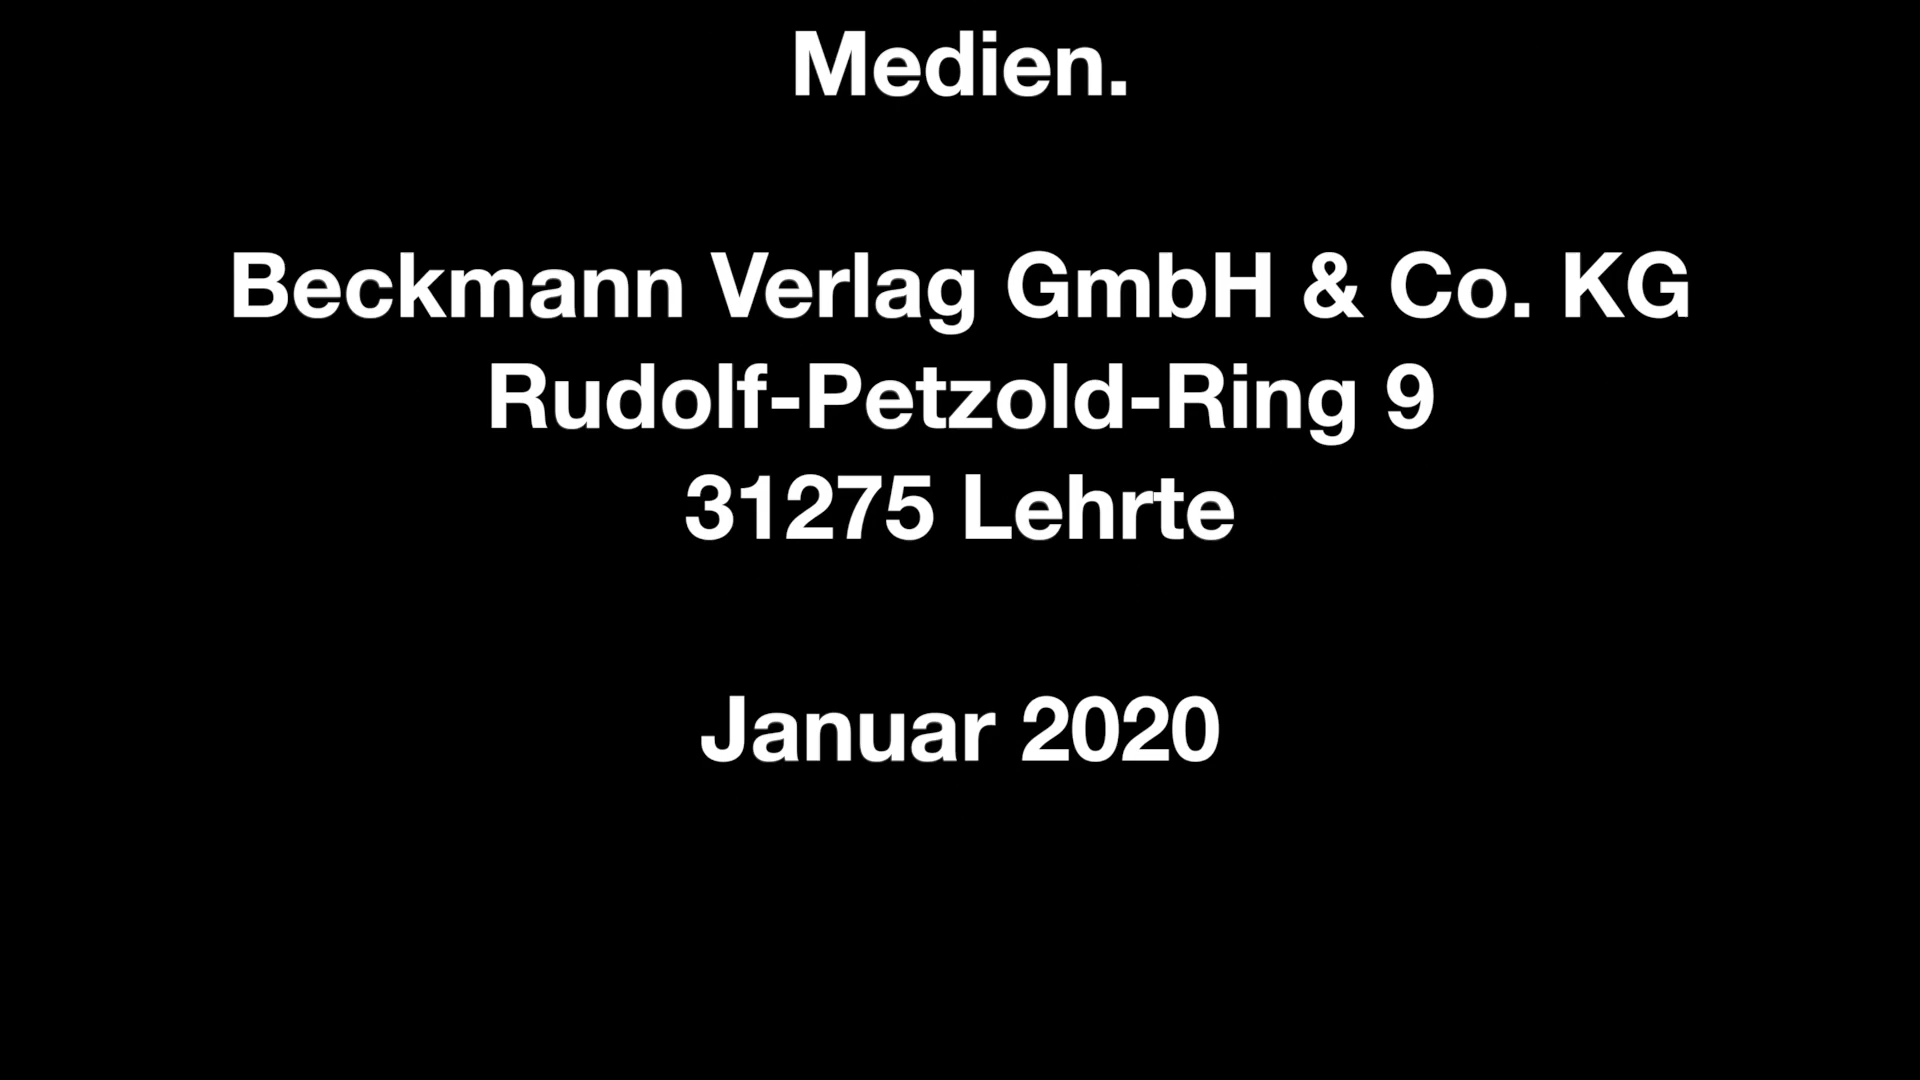 Medien.
Beckmann Verlag GmbH & Co. KG
Rudolf-Petzold-Ring 9
31275 Lehrte
Januar 2020